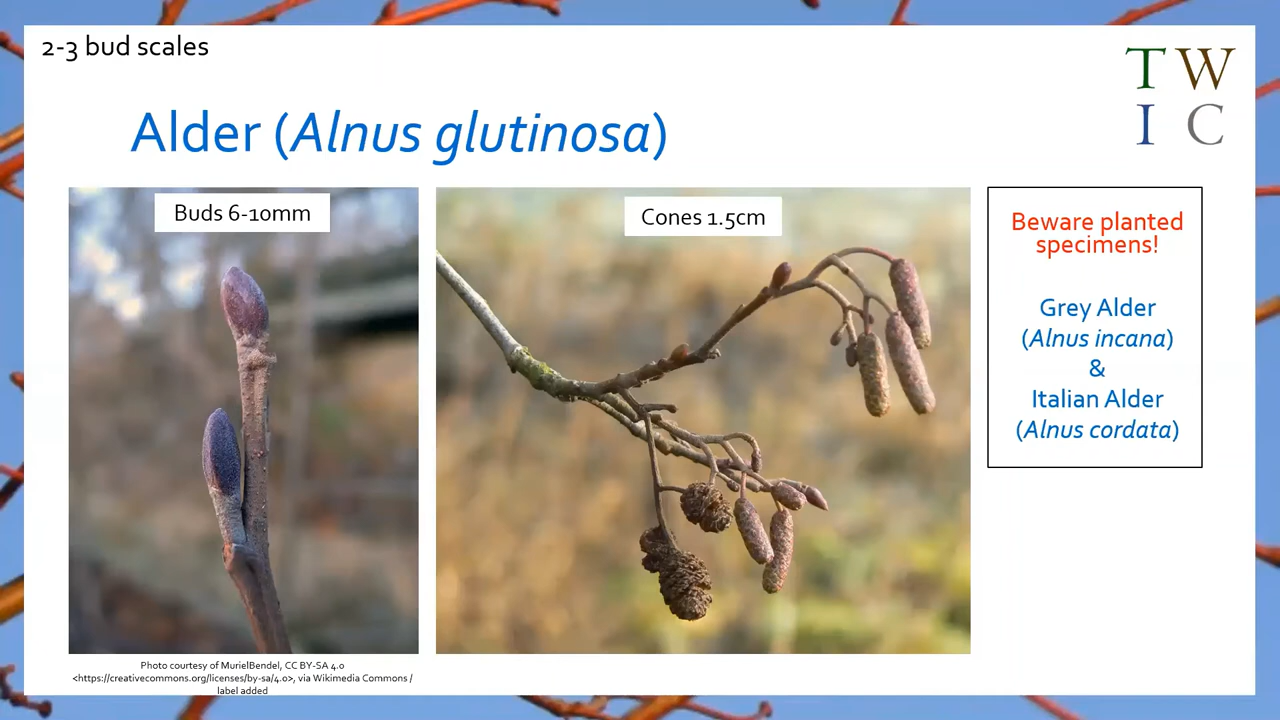 2-3 bud scales
T W
I C
Alder (Alnus glutinosa)
Buds 6-10mm
Cones 1.5cm
Beware planted
specimens!
Grey Alder
(Alnus incana)
&
Italian Alder
(Alnus cordata)
Photo courtesy of MurielBendel, CC BY-SA 4.0
<https://creativecommons.org/licenses/by-sa/4.0>, via Wikimedia Commons /
label added